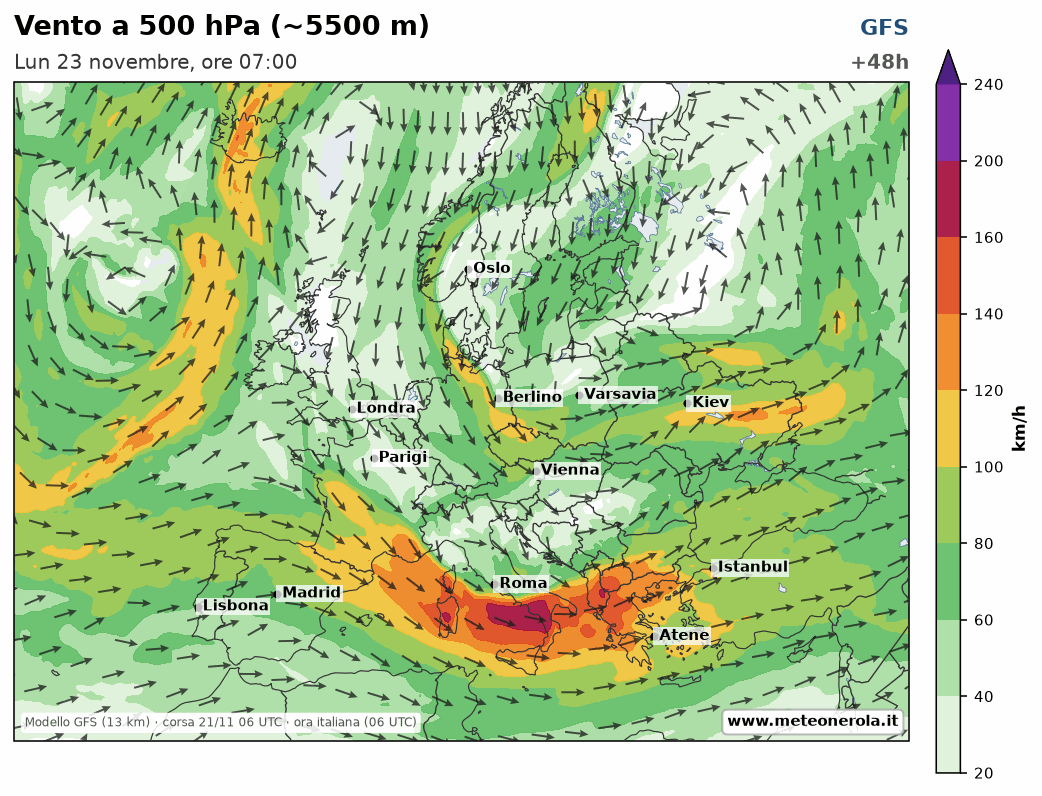 Vento a 500 hPa (~5500 m)
GFS
Lun 23 novembre, ore 07:00
+48h
240
200
160
140
120
100
80
60
40
20
km/h
Oslo
Berlino
Varsavia
Kiev
Londra
Parigi
Vienna
Istanbul
Roma
Madrid
Lisbona
Atene
Modello GFS (13 km) · corsa 21/11 06 UTC · ora italiana (06 UTC)
www.meteonerola.it